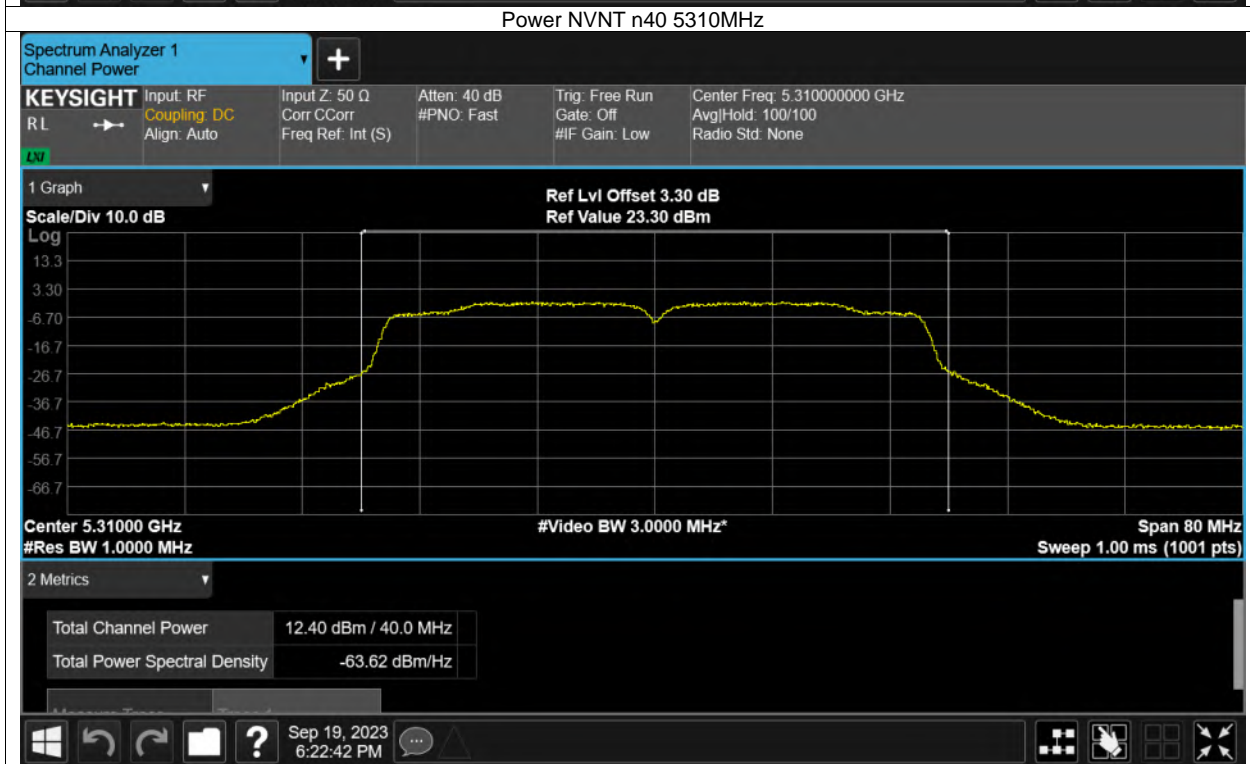 Power NVNT n40 5310MHz
Spectrum Analyzer 1
Channel Power
+
KEYSIGHT Input: RF Input Z: 50 Ω Atten: 40 dB Trig: Free Run Center Freq: 5.310000000 GHz
RL Coupling: DC Corr CCorr #PNO: Fast Gate: Off Avg|Hold: 100/100
Align: Auto Freq Ref: Int (S) #IF Gain: Low Radio Std: None
LXI
1 Graph Ref Lvl Offset 3.30 dB
Scale/Div 10.0 dB Ref Value 23.30 dBm
Log
13.3
3.30
-6.70
-16.7
-26.7
-36.7
-46.7
-56.7
-66.7
Center 5.31000 GHz #Video BW 3.0000 MHz* Span 80 MHz
#Res BW 1.0000 MHz Sweep 1.00 ms (1001 pts)
2 Metrics
Total Channel Power 12.40 dBm / 40.0 MHz
Total Power Spectral Density -63.62 dBm/Hz
? Sep 19, 2023
6:22:42 PM